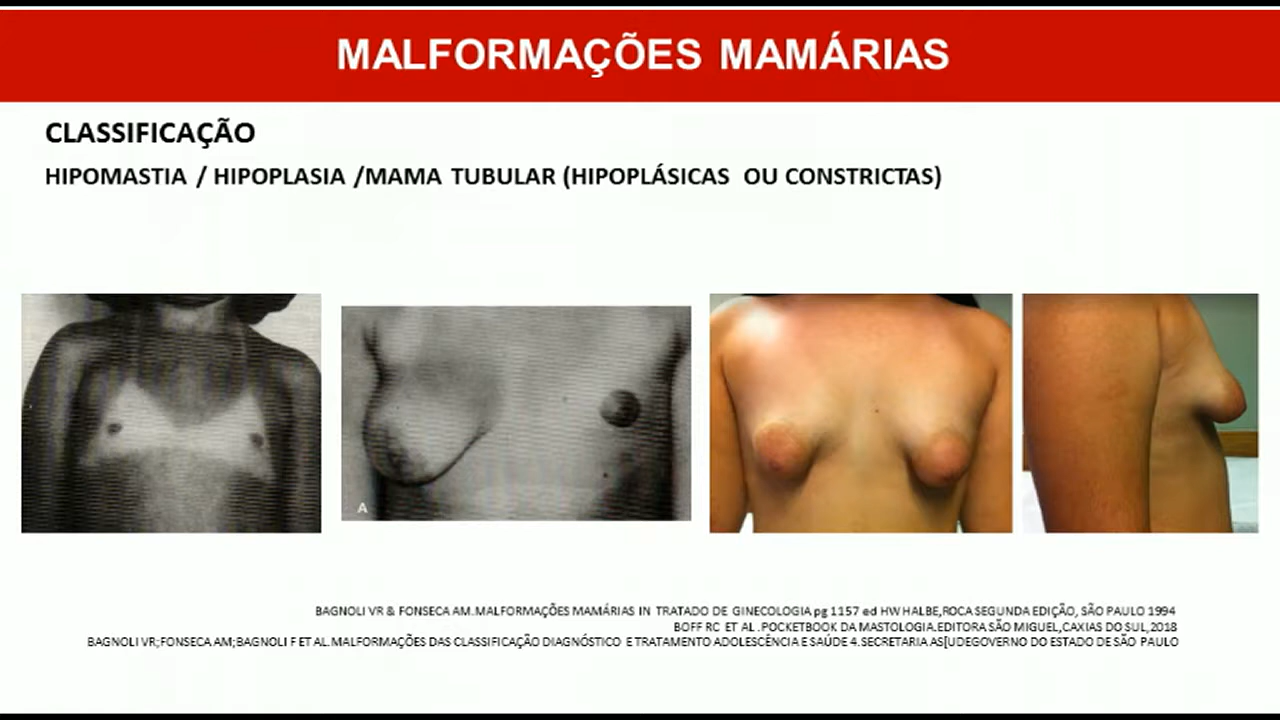 MALFORMAÇÕES MAMÁRIAS
CLASSIFICAÇÃO
HIPOMASTIA / HIPOPLASIA /MAMA TUBULAR (HIPOPLÁSICAS OU CONSTRICTAS)
A
BAGNOLI VR & FONSECA AM.MALFORMAÇÕES MAMÁRIAS IN TRATADO DE GINECOLOGIA pg 1157 ed HW HALBE,ROCA SEGUNDA EDIÇÃO, SÃO PAULO 1994
BOFF RC ET AL .POCKETBOOK DA MASTOLOGIA.EDITORA SÃO MIGUEL,CAXIAS DO SUL,2018
BAGNOLI VR;FONSECA AM;BAGNOLI F ET AL.MALFORMAÇÕES DAS CLASSIFICAÇÃO DIAGNÓSTICO E TRATAMENTO ADOLESCÊNCIA E SAÚDE 4.SECRETARIA AS[UDEGOVERNO DO ESTADO DE SÃO PAULO